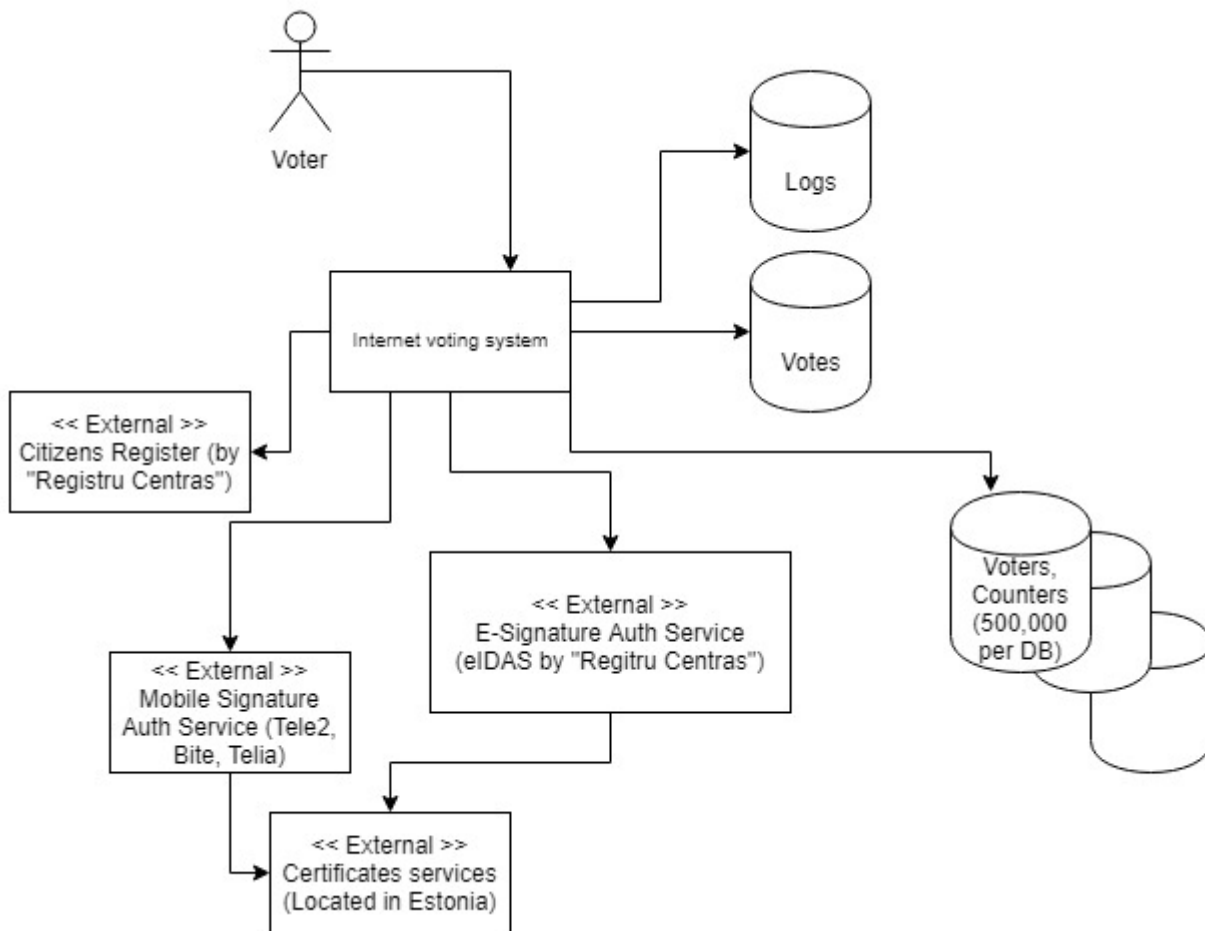 Voter
Logs
Internet voting system
Votes
<< External >>
Citizens Register (by
"Registru Centras")
<< External >>
E-Signature Auth Service
(eIDAS by "Regitru Centras")
Voters,
Counters
(500,000
per DB)
<< External >>
Mobile Signature
Auth Service (Tele2,
Bite, Telia)
<< External >>
Certificates services
(Located in Estonia)